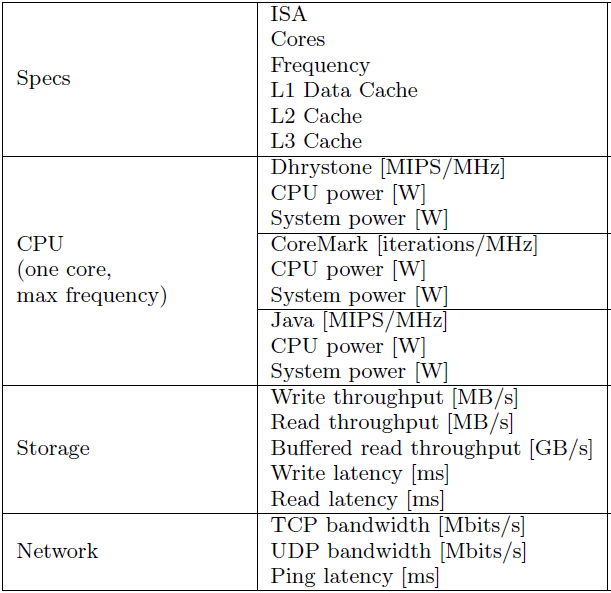 Specs
ISA
Cores
Frequency
L1 Data Cache
L2 Cache
L3 Cache
CPU
(one core,
max frequency)
Dhrystone [MIPS/MHz]
CPU power [W]
System power [W]
CoreMark [iterations/MHz]
CPU power [W]
System power [W]
Java [MIPS/MHz]
CPU power [W]
System power [W]
Storage
Write throughput [MB/s]
Read throughput [MB/s]
Buffered read throughput [GB/s]
Write latency [ms]
Read latency [ms]
Network
TCP bandwidth [Mbits/s]
UDP bandwidth [Mbits/s]
Ping latency [ms]